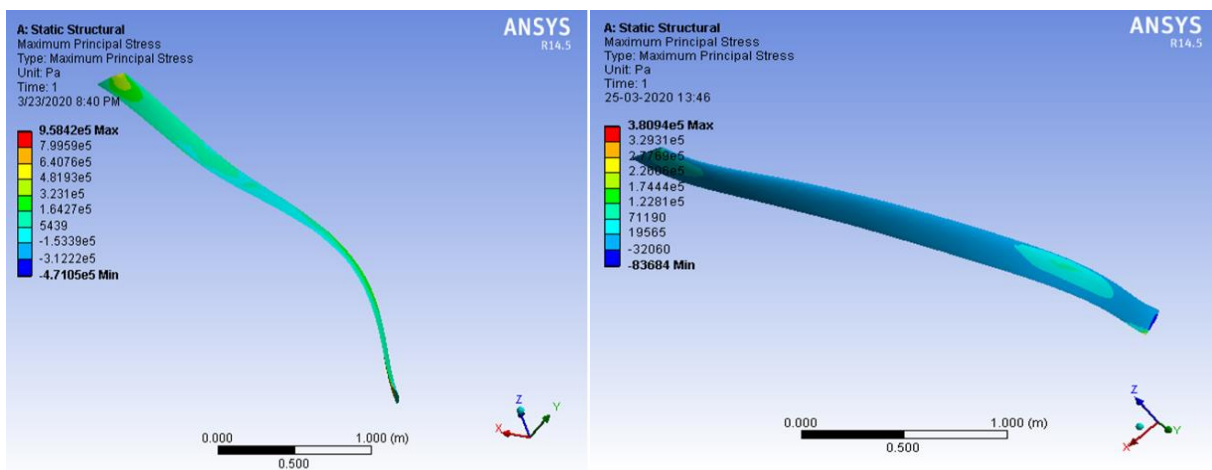 A: Static Structural
Maximum Principal Stress
Type: Maximum Principal Stress
Unit: Pa
Time: 1
3/23/2020 8:40 PM
ANSYS
R14.5
9.5842e5 Max
7.9959e5
6.4076e5
4.8193e5
3.231e5
1.6427e5
5439
-1.5339e5
-3.1222e5
-4.7105e5 Min
Z
Y
X
0.000
1.000 (m)
0.500
A: Static Structural
Maximum Principal Stress
Type: Maximum Principal Stress
Unit: Pa
Time: 1
25-03-2020 13:46
ANSYS
R14.5
3.8094e5 Max
3.2931e5
2.7769e5
2.2606e5
1.7444e5
1.2281e5
71190
19565
-32060
-83684 Min
Z
Y
X
0.000
1.000 (m)
0.500